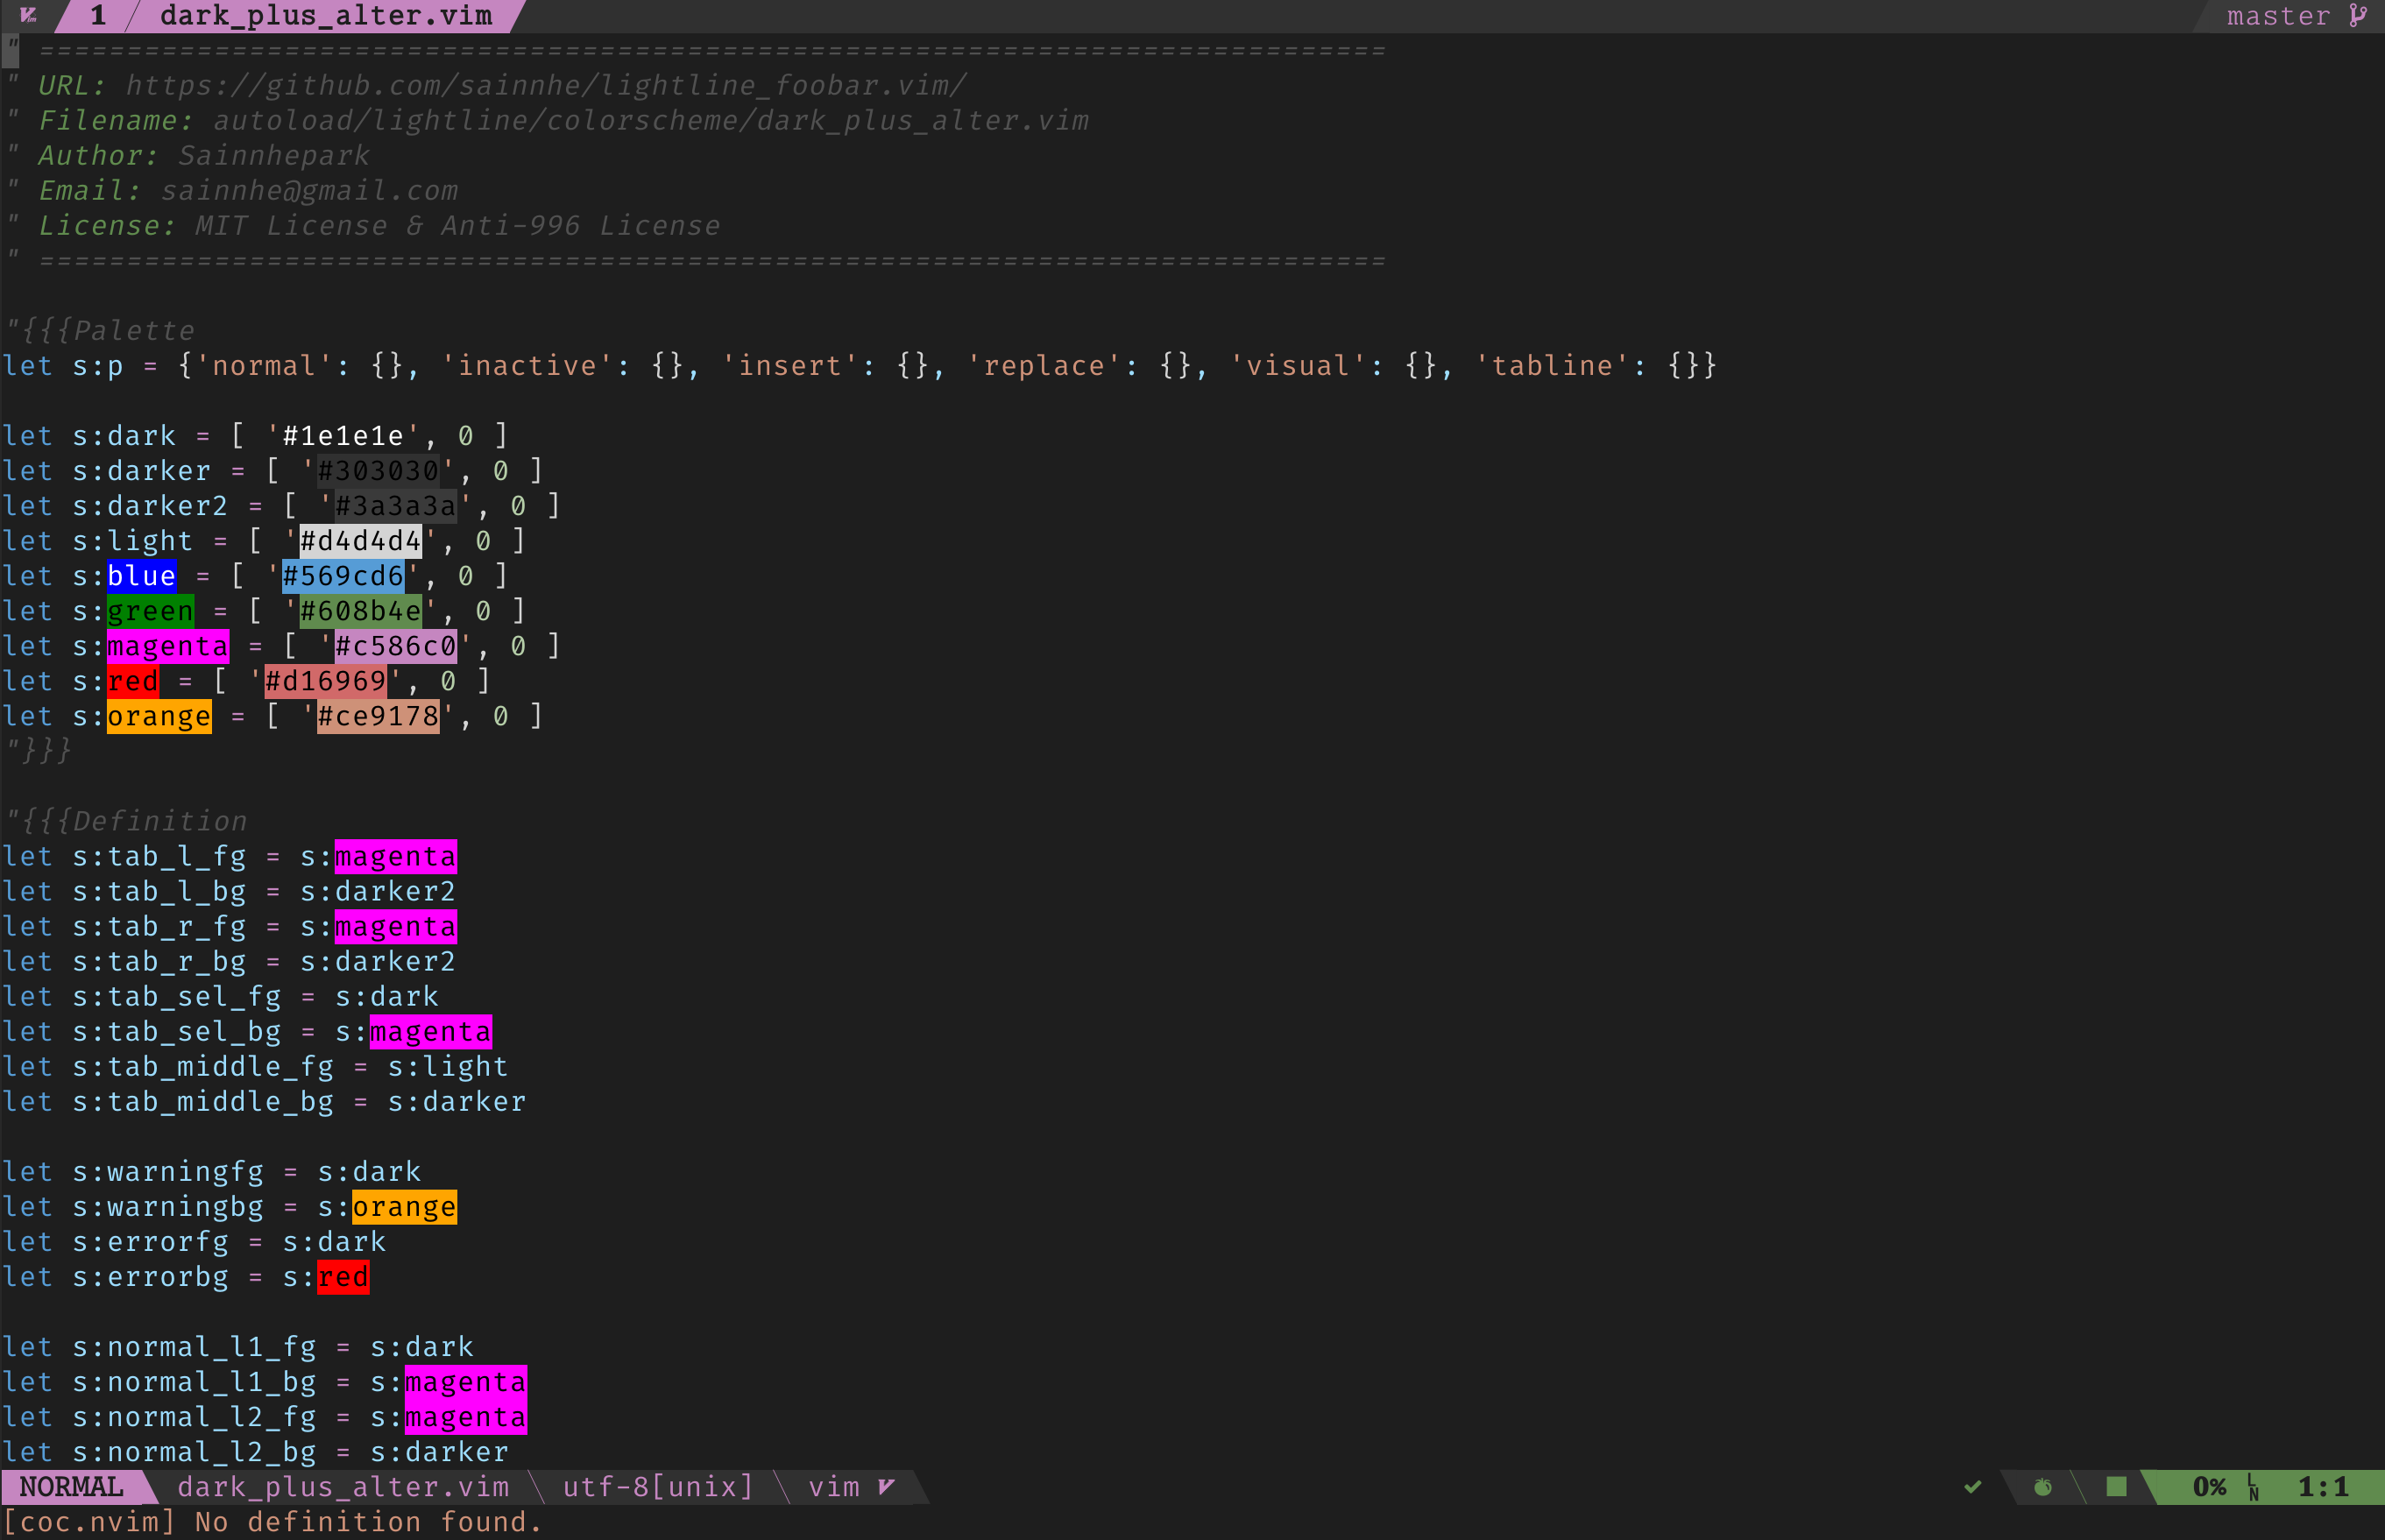 1 dark_plus_alter.vim master
" =============================================================================
" URL: https://github.com/sainnhe/lightline_foobar.vim/
" Filename: autoload/lightline/colorscheme/dark_plus_alter.vim
" Author: Sainnhepark
" Email: sainnhe@gmail.com
" License: MIT License & Anti-996 License
" =============================================================================
"{{{Palette
let s:p = {'normal': {}, 'inactive': {}, 'insert': {}, 'replace': {}, 'visual': {}, 'tabline': {}}
let s:dark = [ '#1e1e1e', 0 ]
let s:darker = [ '#303030', 0 ]
let s:darker2 = [ '#3a3a3a', 0 ]
let s:light = [ '#d4d4d4', 0 ]
let s:blue = [ '#569cd6', 0 ]
let s:green = [ '#608b4e', 0 ]
let s:magenta = [ '#c586c0', 0 ]
let s:red = [ '#d16969', 0 ]
let s:orange = [ '#ce9178', 0 ]
"}}}
"{{{Definition
let s:tab_l_fg = s:magenta
let s:tab_l_bg = s:darker2
let s:tab_r_fg = s:magenta
let s:tab_r_bg = s:darker2
let s:tab_sel_fg = s:dark
let s:tab_sel_bg = s:magenta
let s:tab_middle_fg = s:light
let s:tab_middle_bg = s:darker
let s:warningfg = s:dark
let s:warningbg = s:orange
let s:errorfg = s:dark
let s:errorbg = s:red
let s:normal_l1_fg = s:dark
let s:normal_l1_bg = s:magenta
let s:normal_l2_fg = s:magenta
let s:normal_l2_bg = s:darker
NORMAL dark_plus_alter.vim utf-8[unix] vim 0% LN 1:1
[coc.nvim] No definition found.